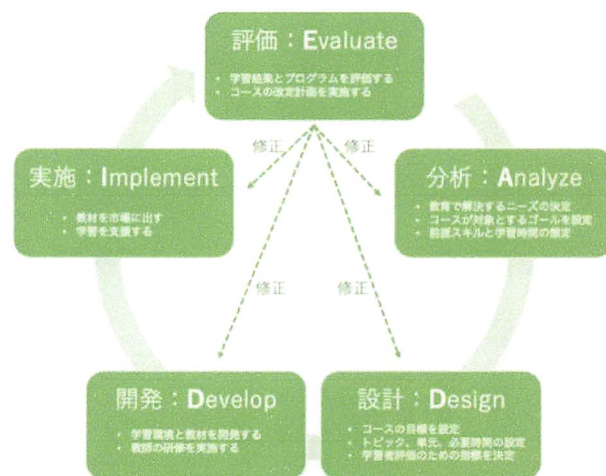 評価：Evaluate
・ 学習結果とプログラムを評価する
・ コースの改定計画を実施する
修正
修正
実施：Implement
・ 教材を市場に出す
・ 学習を支援する
分析：Analyze
・ 教育で解決するニーズの決定
・ コースが対象とするゴールを設定
・ 前提スキルと学習時間の想定
修正
修正
開発：Develop
・ 学習環境と教材を開発する
・ 教師の研修を実施する
設計：Design
・ コースの目標を設定
・ トピック、単元、必要時間の設定
・ 学習者評価のための指標を決定